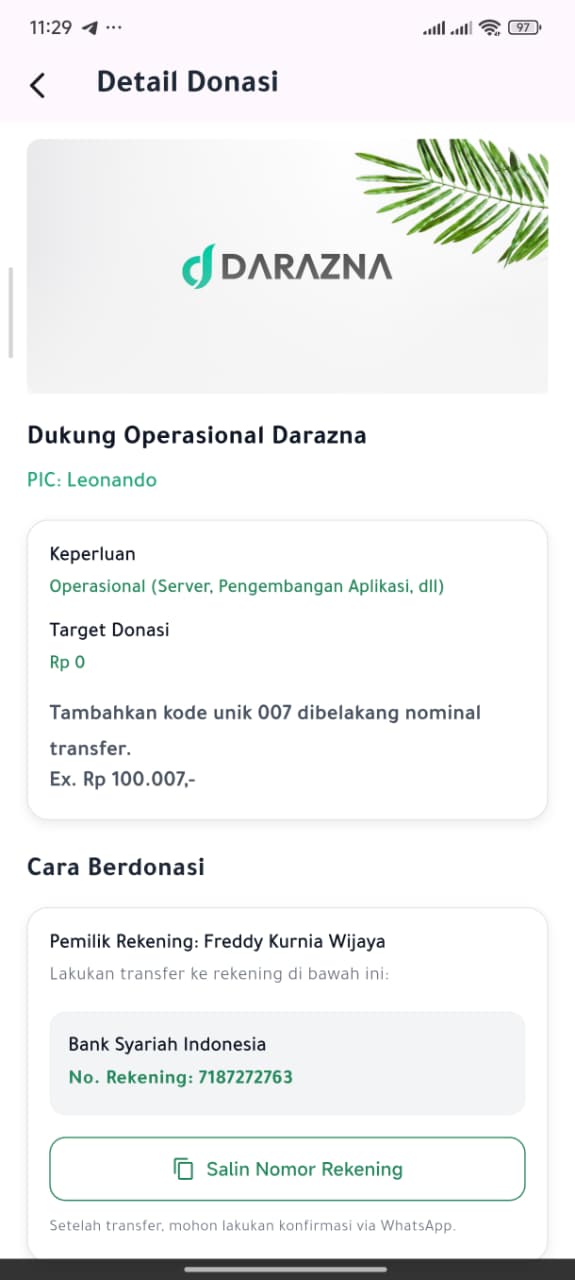 11:29
97
Detail Donasi
DARAZNA
Dukung Operasional Darazna
PIC: Leonando
Keperluan
Operasional (Server, Pengembangan Aplikasi, dll)
Target Donasi
Rp 0
Tambahkan kode unik 007 dibelakang nominal
transfer.
Ex. Rp 100.007,-
Cara Berdonasi
Pemilik Rekening: Freddy Kurnia Wijaya
Lakukan transfer ke rekening di bawah ini:
Bank Syariah Indonesia
No. Rekening: 7187272763
Salin Nomor Rekening
Setelah transfer, mohon lakukan konfirmasi via WhatsApp.